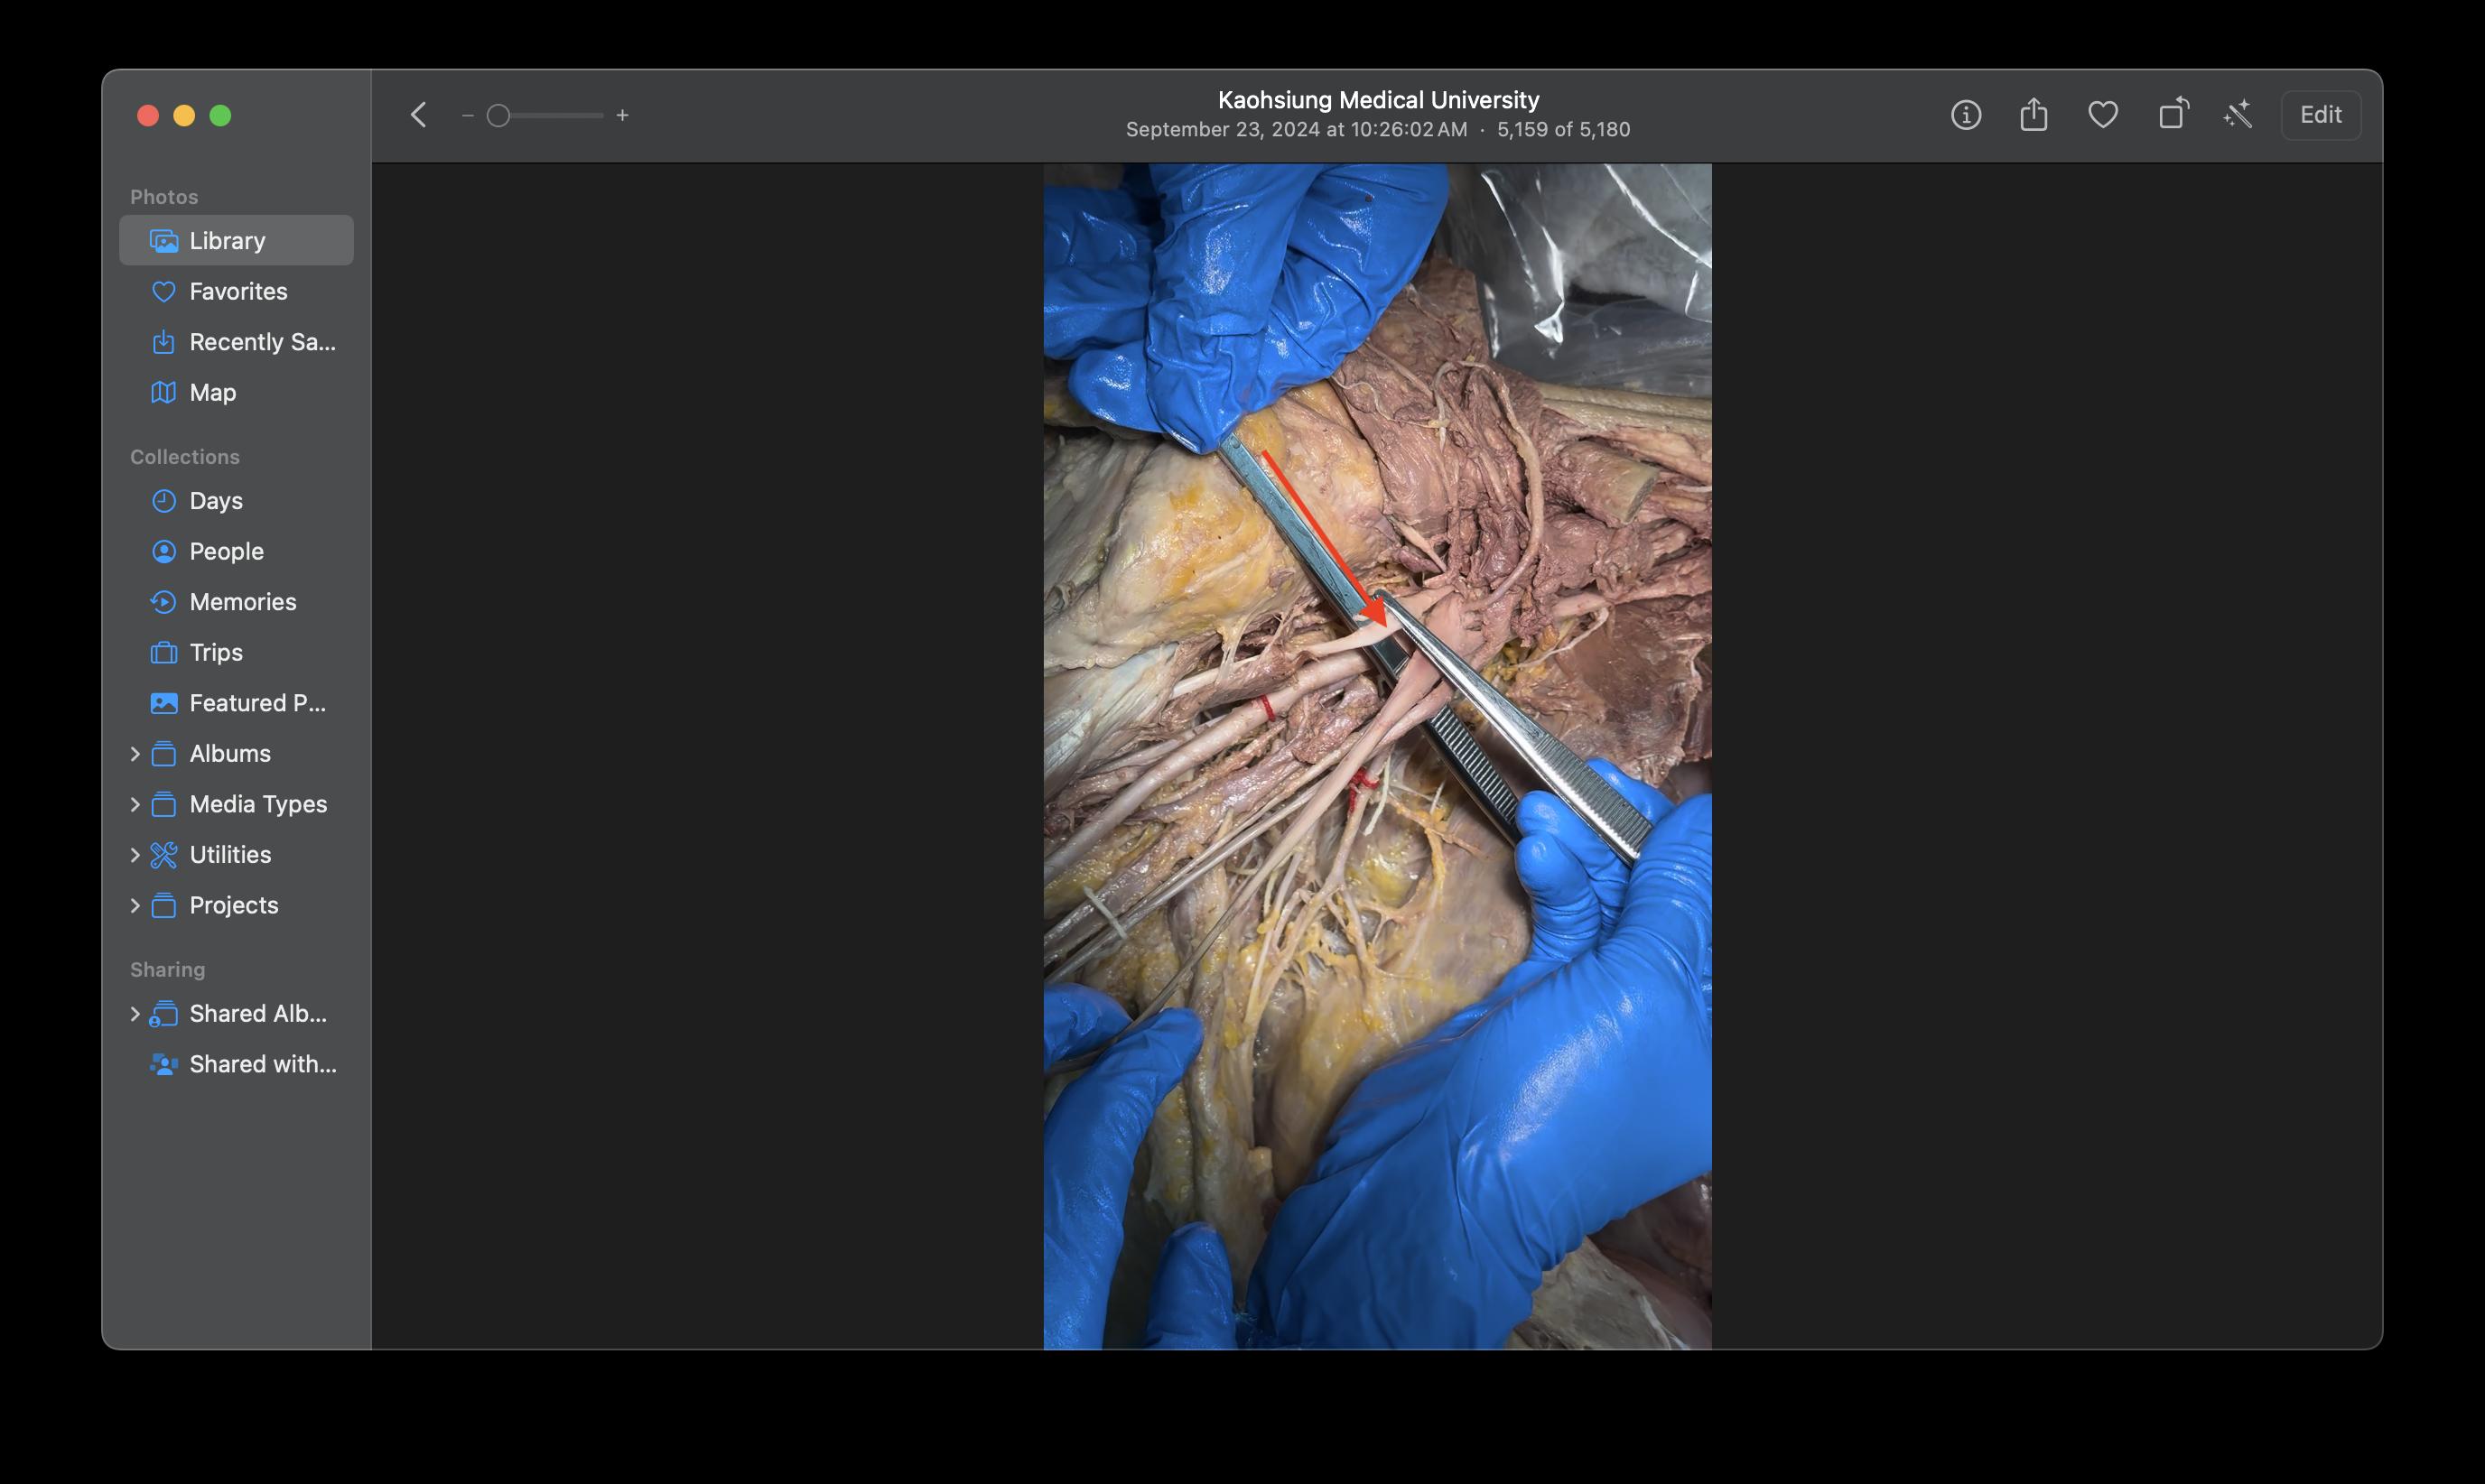 Kaohsiung Medical University
September 23, 2024 at 10:26:02 AM · 5,159 of 5,180
Edit
Photos
Library
Favorites
Recently Sa...
Map
Collections
Days
People
Memories
Trips
Featured P...
Albums
Media Types
Utilities
Projects
Sharing
Shared Alb...
Shared with...